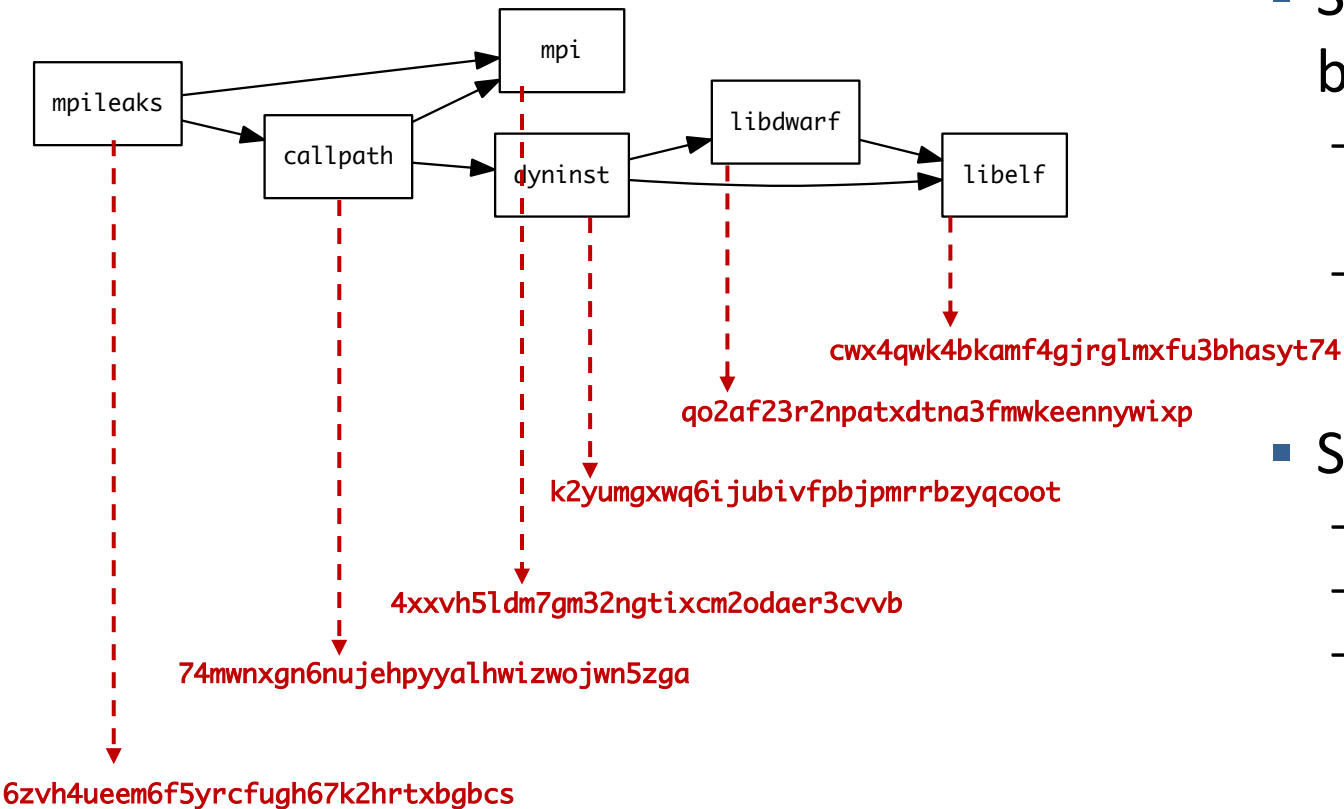 mpi
mpileaks
libdwarf
callpath
dyninst
libelf
S
b
cwx4qwk4bkamf4gjrglmxfu3bhasyt74
qo2af23r2npatxdtna3fmwkeennywixp
S
k2yumgxwq6ijubivfpbjpmrrbzyqcoot
4xxvh5ldm7gm32ngtixcm2odaer3cvvb
74mwnxgn6nujehpyyalhwizwojwn5zga
6zvh4ueem6f5yrcfugh67k2hrtxbgbcs